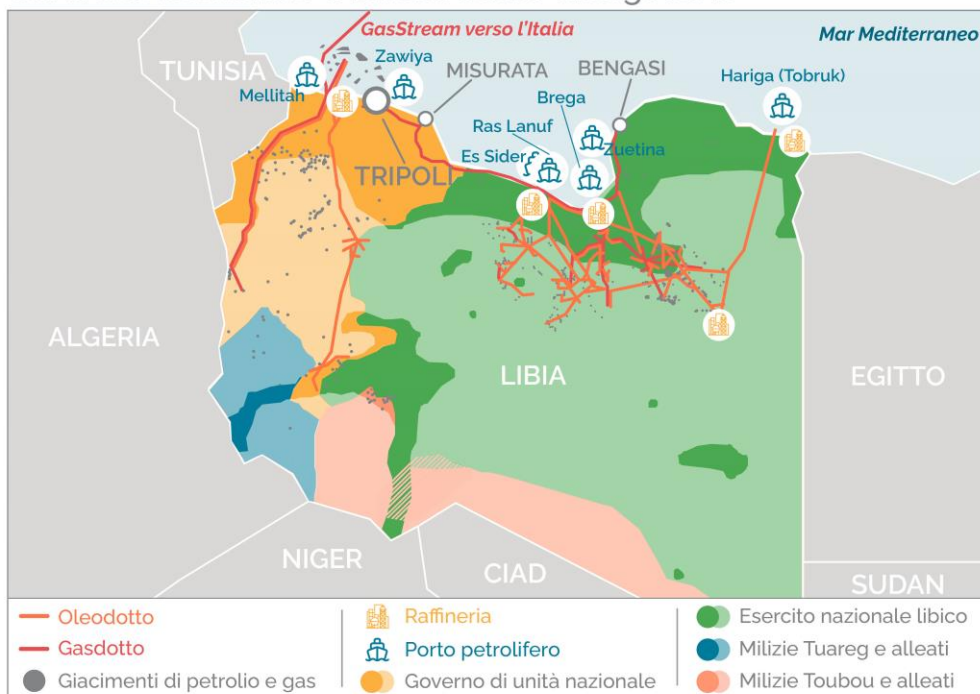 GasStream verso l'Italia
Mar Mediterraneo
TUNISIA
Zawiya
Mellitah
MISURATA
BENGASI
Hariga (Tobruk)
Brega
Ras Lanuf
Zuetina
Es Sider
TRIPOLI
ALGERIA
LIBIA
EGITTO
NIGER
CIAD
SUDAN
Oleodotto
Gasdotto
Giacimenti di petrolio e gas
Raffineria
Porto petrolifero
Governo di unità nazionale
Esercito nazionale libico
Milizie Tuareg e alleati
Milizie Toubou e alleati